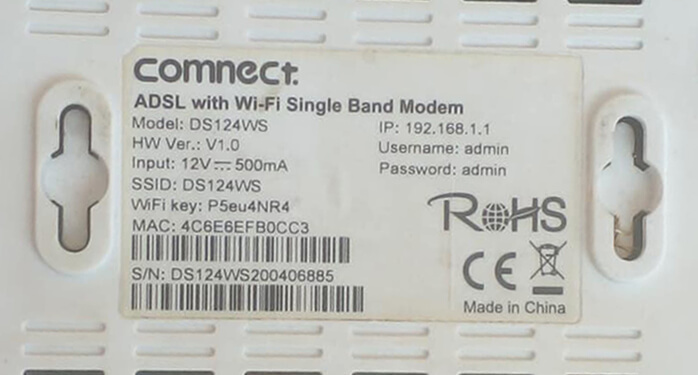 comnect
ADSL with Wi-Fi Single Band Modem
Model: DS124WS
HW Ver.: V1.0
Input: 12V⎓500mA
SSID: DS124WS
WiFi key: P5eu4NR4
MAC: 4C6E6EFB0CC3
S/N: DS124WS200406885
IP: 192.168.1.1
Username: admin
Password: admin
RoHS
CE
Made in China